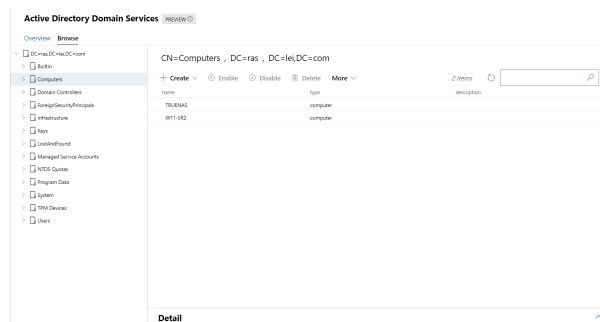 Active Directory Domain Services PREVIEW
Overview Browse
DC=ras,DC=lei,DC=com
Builtin
Computers
Domain Controllers
ForeignSecurityPrincipals
Infrastructure
Keys
LostAndFound
Managed Service Accounts
NTDS Quotas
Program Data
System
TPM Devices
Users
CN=Computers , DC=ras , DC=lei,DC=com
Create Enable Disable Delete More 2 items
name type description
TRUENAS computer
W11-SR2 computer
Detail